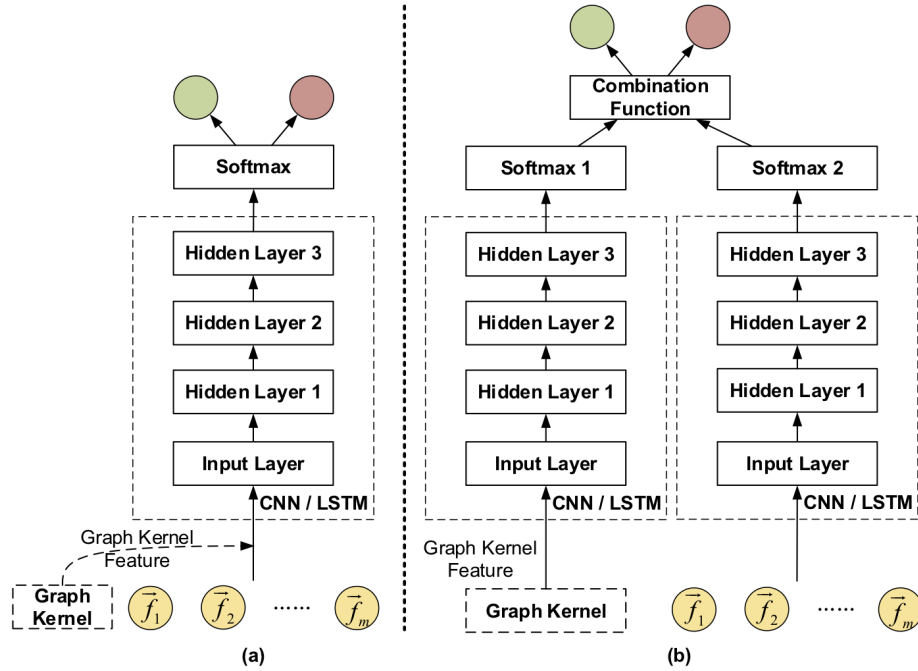 Softmax
Hidden Layer 3
Hidden Layer 2
Hidden Layer 1
Input Layer
CNN / LSTM
Graph Kernel
Feature
Graph
Kernel
f1
f2
......
fm
(a)
Combination
Function
Softmax 1
Softmax 2
Hidden Layer 3
Hidden Layer 2
Hidden Layer 1
Input Layer
CNN / LSTM
Graph Kernel
Feature
Graph Kernel
Hidden Layer 3
Hidden Layer 2
Hidden Layer 1
Input Layer
CNN / LSTM
f1
f2
......
fm
(b)